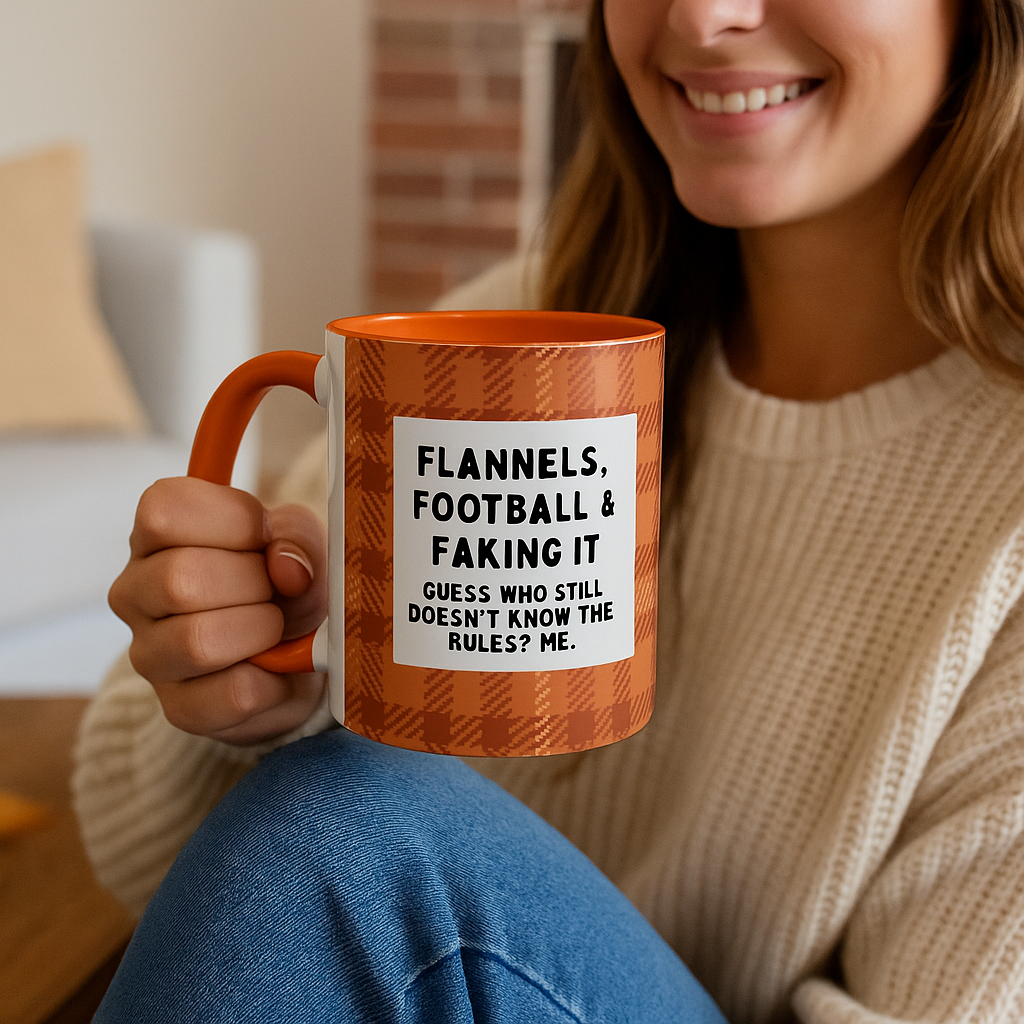 FLANNELS,
FOOTBALL &
FAKING IT
GUESS WHO STILL
DOESN'T KNOW THE
RULES? ME.